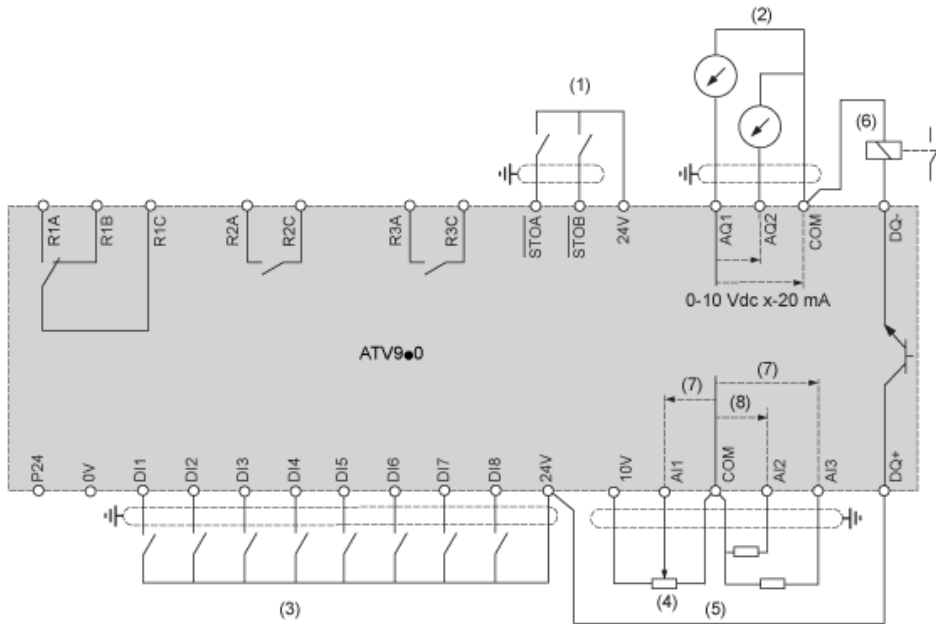 (2)
(1)
(6)
R1A R1B R1C R2A R2C R3A R3C STOA STOB 24V AQ1 AQ2 COM DQ-
0-10 Vdc x-20 mA
ATV9●0
(7)
(7)
(8)
P24 0V DI1 DI2 DI3 DI4 DI5 DI6 DI7 DI8 24V 10V AI1 COM AI2 AI3 DQ+
(3) (4) (5)